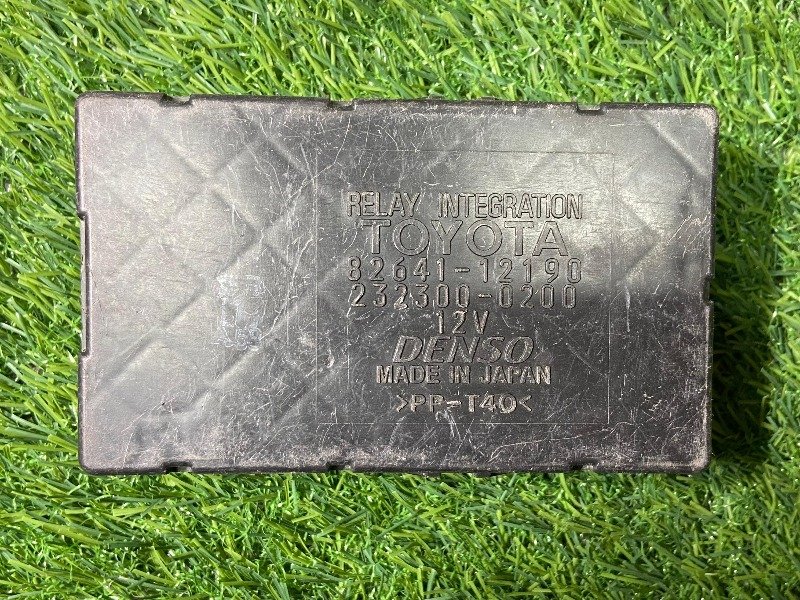 RELAY INTEGRATION
TOYOTA
82641-12190
232300-0200
12V
DENSO
MADE IN JAPAN
>PP-T40<